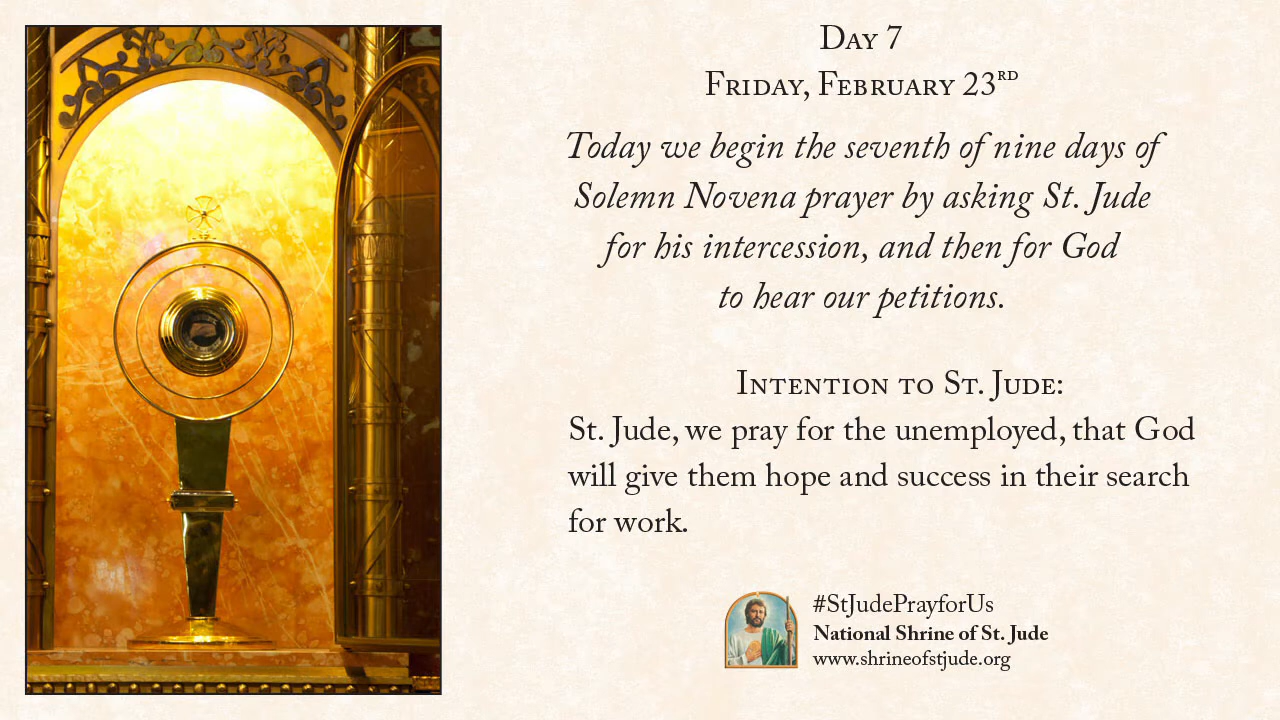 Day 7
Friday, February 23rd
Today we begin the seventh of nine days of
Solemn Novena prayer by asking St. Jude
for his intercession, and then for God
to hear our petitions.
Intention to St. Jude:
St. Jude, we pray for the unemployed, that God
will give them hope and success in their search
for work.
#StJudePrayforUs
National Shrine of St. Jude
www.shrineofstjude.org